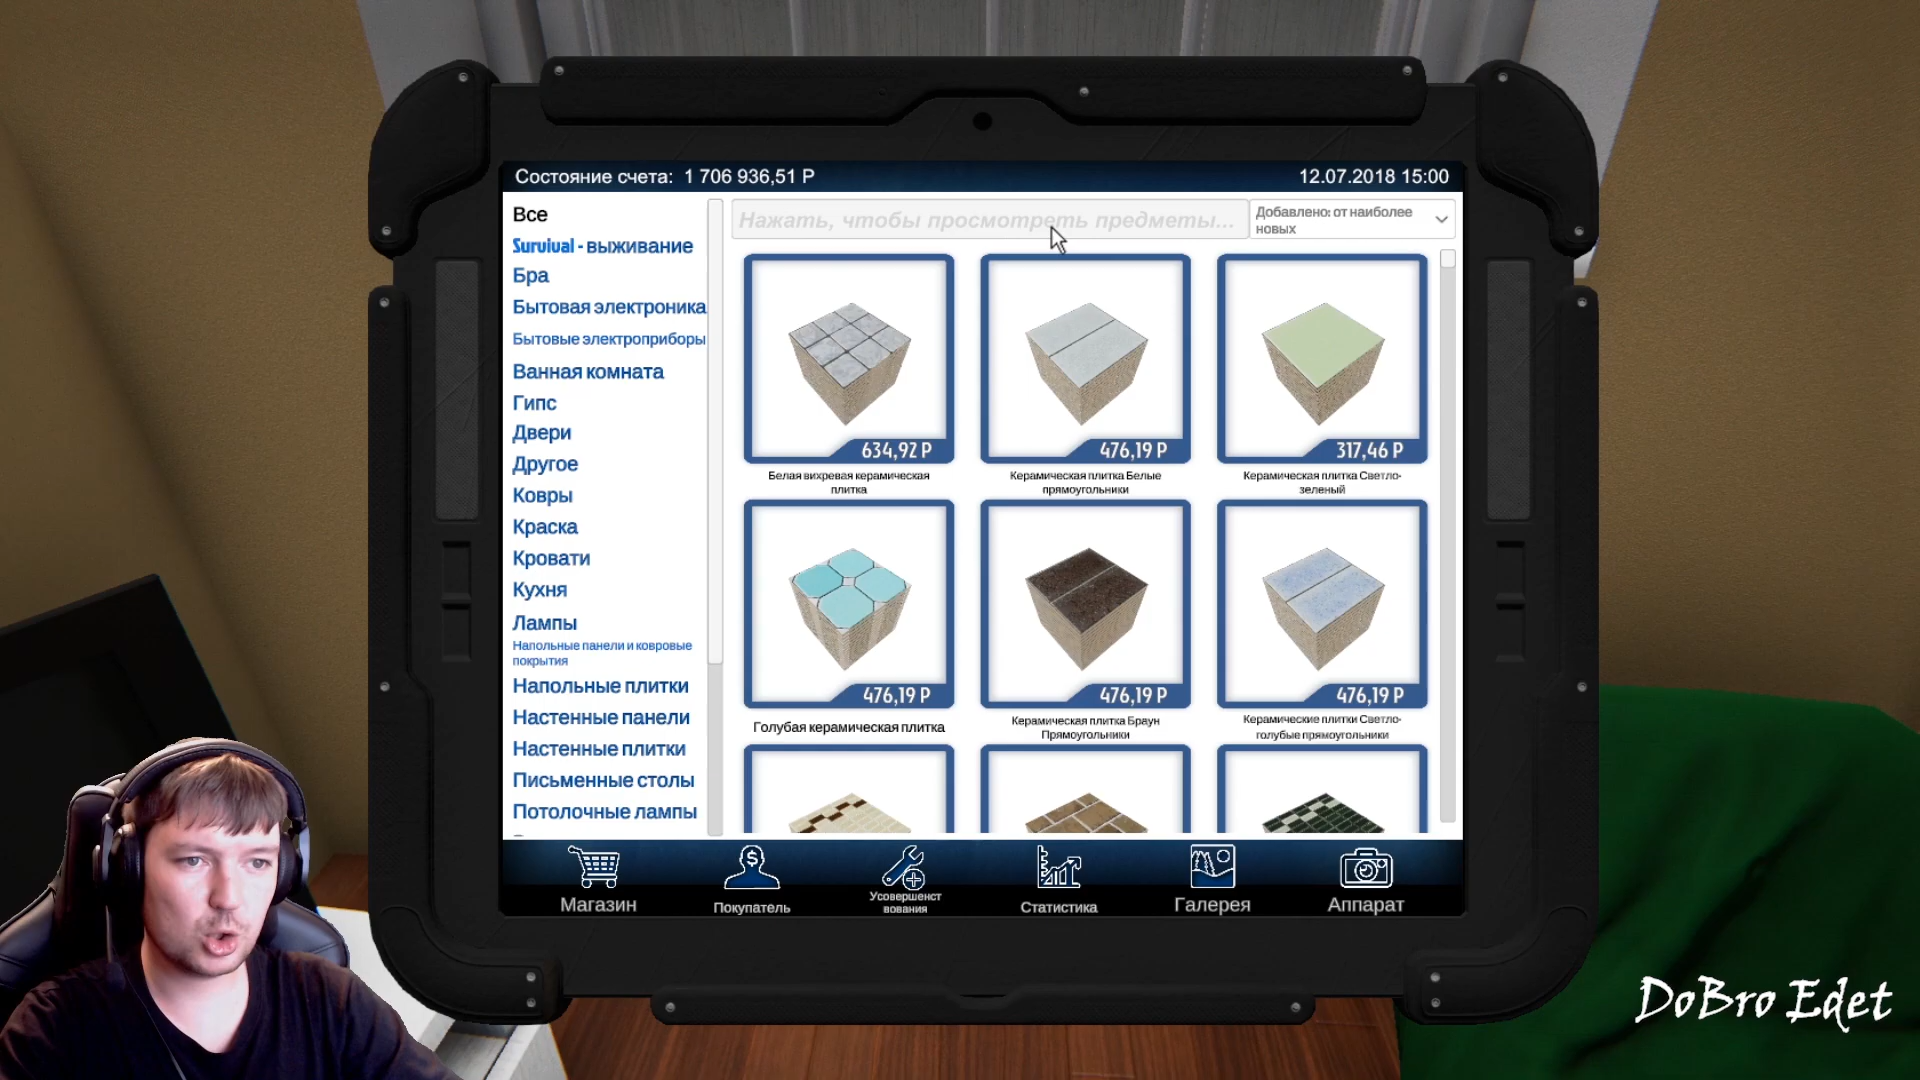 Состояние счета: 1 706 936,51 Р
12.07.2018 15:00
Все
Survival - выживание
Бра
Бытовая электроника
Бытовые электроприборы
Ванная комната
Гипс
Двери
Другое
Ковры
Краска
Кровати
Кухня
Лампы
Напольные панели и ковровые
покрытия
Напольные плитки
Настенные панели
Настенные плитки
Письменные столы
Потолочные лампы
Нажать, чтобы просмотреть предметы...
Добавлено: от наиболее
новых
634,92 Р
476,19 Р
317,46 Р
Белая вихревая керамическая
плитка
Керамическая плитка Белые
прямоугольники
Керамическая плитка Светло-
зеленый
476,19 Р
476,19 Р
476,19 Р
Голубая керамическая плитка
Керамическая плитка Браун
Прямоугольники
Керамические плитки Светло-
голубые прямоугольники
Магазин
Покупатель
Усовершенст
вования
Статистика
Галерея
Аппарат
DoBro Edet